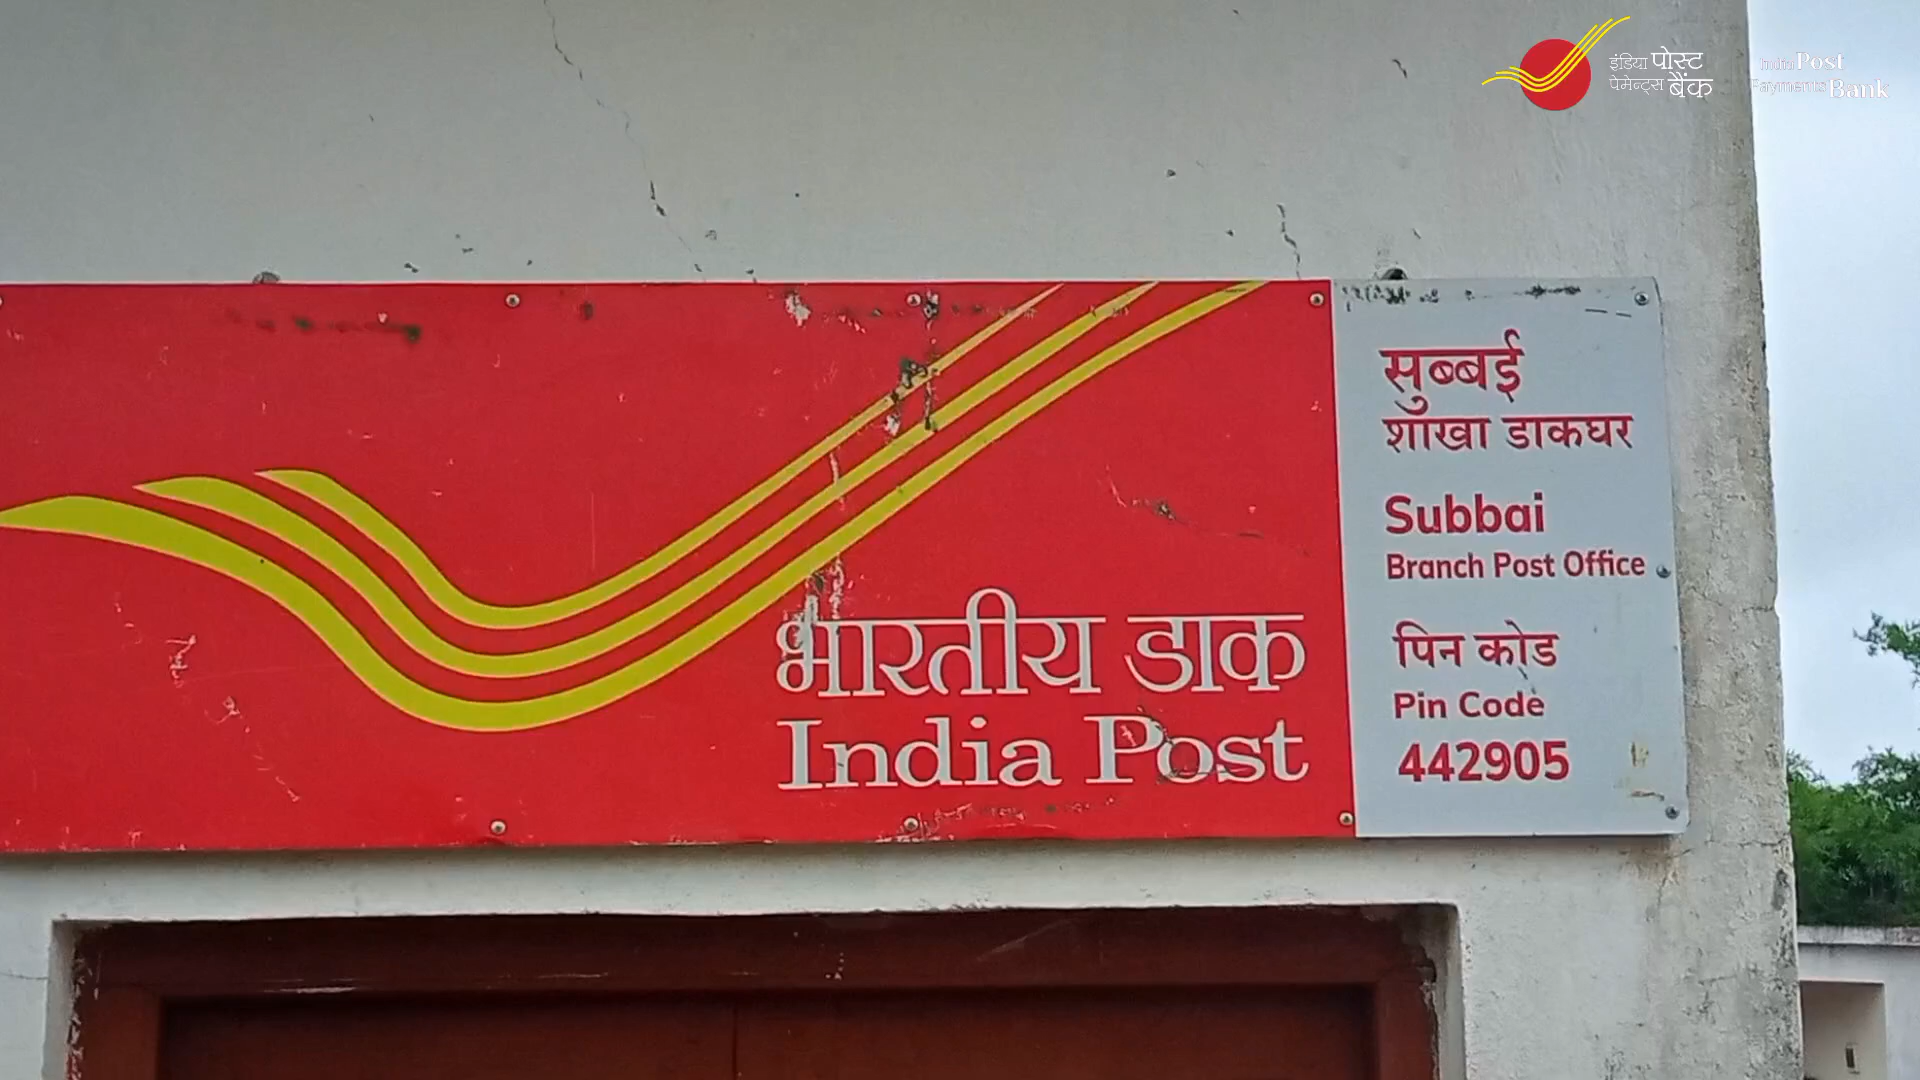 इंडिया पोस्ट
पेमेन्ट्स बैंक
India Post
Payments Bank
सुब्बई
शाखा डाकघर
Subbai
Branch Post Office
पिन कोड
Pin Code
442905
भारतीय डाक
India Post